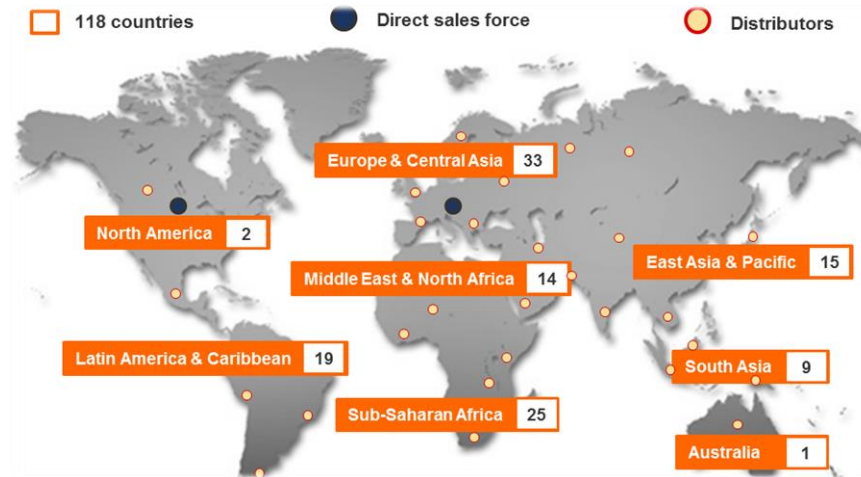 118 countries
Direct sales force
Distributors
Europe & Central Asia 33
North America 2
East Asia & Pacific 15
Middle East & North Africa 14
Latin America & Caribbean 19
South Asia 9
Sub-Saharan Africa 25
Australia 1